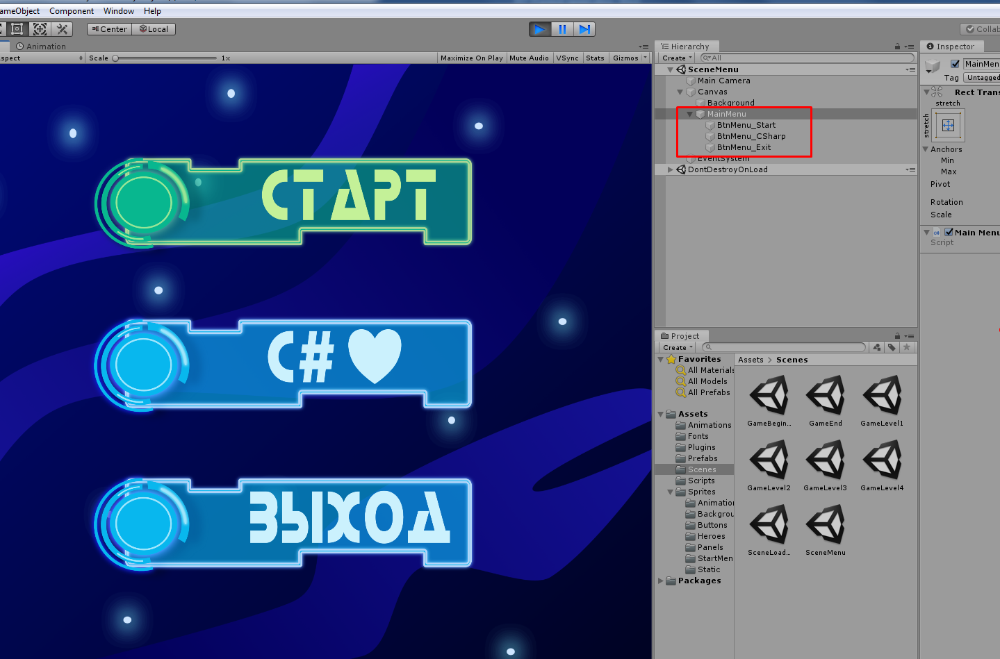 ameObject Component Window Help
Center Local
Animation
spect Scale 1x Maximize On Play Mute Audio VSync Stats Gizmos
СТАРТ
C#
ВЫХОД
Hierarchy
Create All
SceneMenu
Main Camera
Canvas
Background
MainMenu
BtnMenu_Start
BtnMenu_CSharp
BtnMenu_Exit
EventSystem
DontDestroyOnLoad
Project
Create
Favorites
All Materials
All Models
All Prefabs
Assets
Animations
Fonts
Plugins
Prefabs
Scenes
Scripts
Sprites
Animation
Backgrou
Buttons
Heroes
Panels
StartMen
Static
Packages
Assets > Scenes
GameBegin... GameEnd GameLevel1
GameLevel2 GameLevel3 GameLevel4
SceneLoad... SceneMenu
Collab
Inspector
MainMen
Tag Untagged
Rect Trans
stretch
stretch
Anchors
Min
Max
Pivot
Rotation
Scale
Main Menu
Script